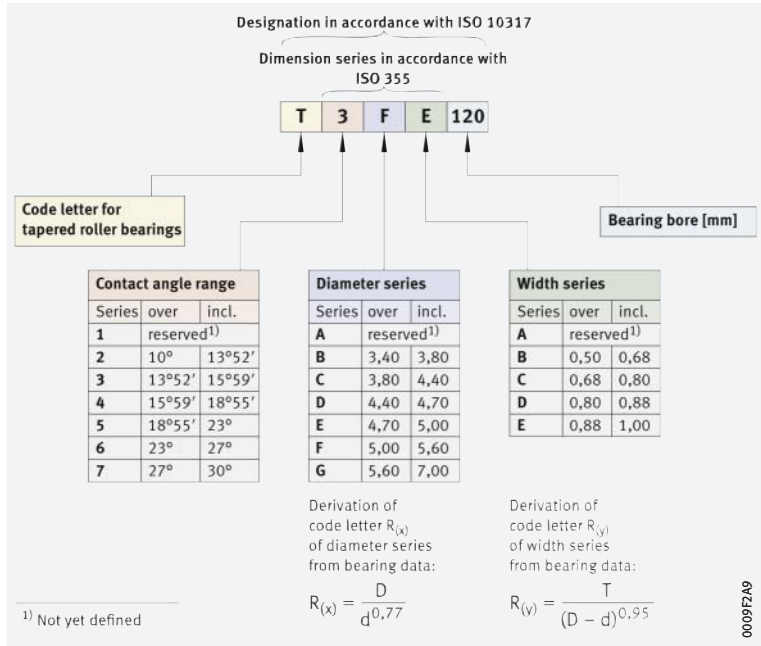 Designation in accordance with ISO 10317
Dimension series in accordance with
ISO 355
T 3 F E 120
Code letter for
tapered roller bearings
Bearing bore [mm]
Contact angle range
Series over incl.
1 reserved1)
2 10° 13°52′
3 13°52′ 15°59′
4 15°59′ 18°55′
5 18°55′ 23°
6 23° 27°
7 27° 30°
Diameter series
Series over incl.
A reserved1)
B 3,40 3,80
C 3,80 4,40
D 4,40 4,70
E 4,70 5,00
F 5,00 5,60
G 5,60 7,00
Width series
Series over incl.
A reserved1)
B 0,50 0,68
C 0,68 0,80
D 0,80 0,88
E 0,88 1,00
Derivation of
code letter R(x)
of diameter series
from bearing data:
R(x) = D / d^0,77
Derivation of
code letter R(y)
of width series
from bearing data:
R(y) = T / (D – d)^0,95
1) Not yet defined
0009F2A9